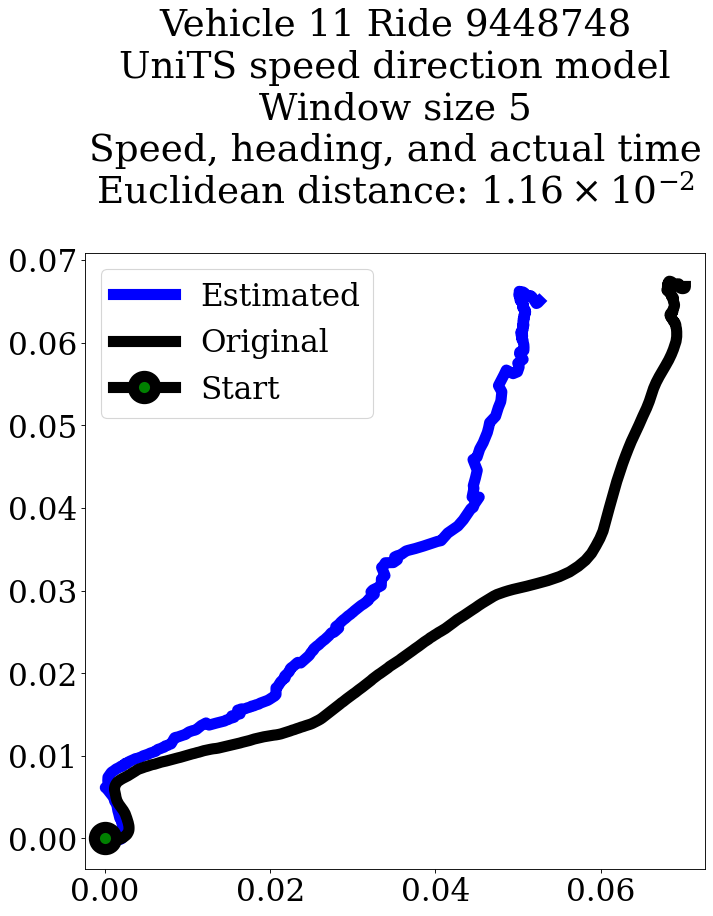 Vehicle 11 Ride 9448748
UniTS speed direction model
Window size 5
Speed, heading, and actual time
Euclidean distance: 1.16 × 10⁻²
Estimated
Original
Start
0.07
0.06
0.05
0.04
0.03
0.02
0.01
0.00
0.00 0.02 0.04 0.06